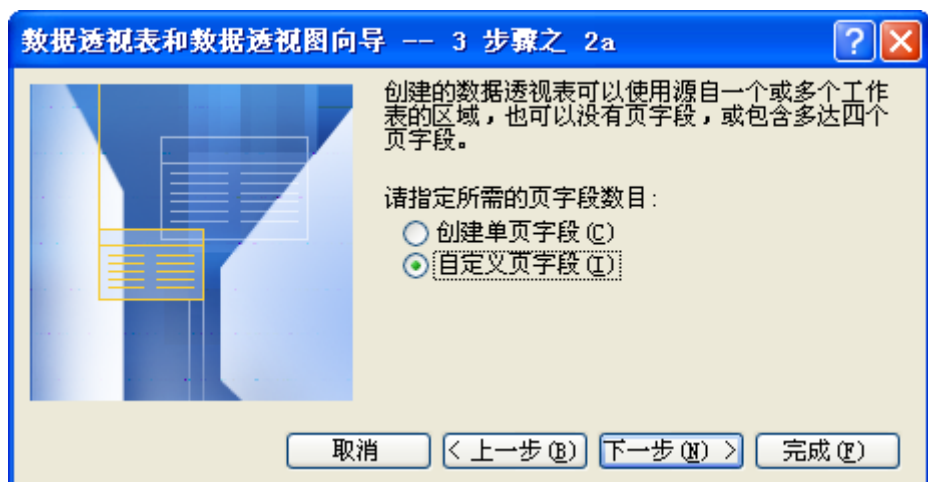 数据透视表和数据透视图向导 -- 3 步骤之 2a
创建的数据透视表可以使用源自一个或多个工作
表的区域，也可以没有页字段，或包含多达四个
页字段。
请指定所需的页字段数目：
创建单页字段(C)
自定义页字段(I)
取消 < 上一步(B) 下一步(N) > 完成(F)